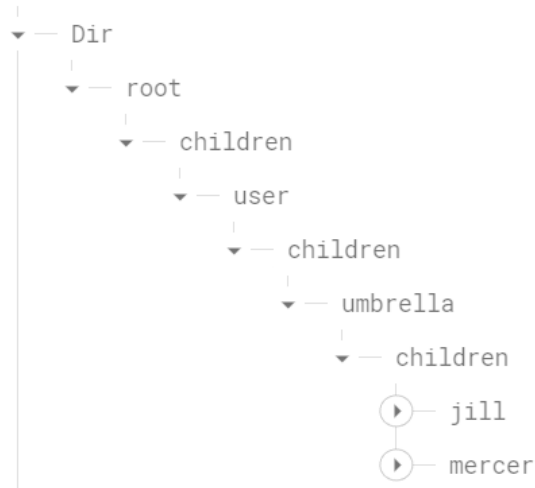 Dir
root
children
user
children
umbrella
children
jill
mercer